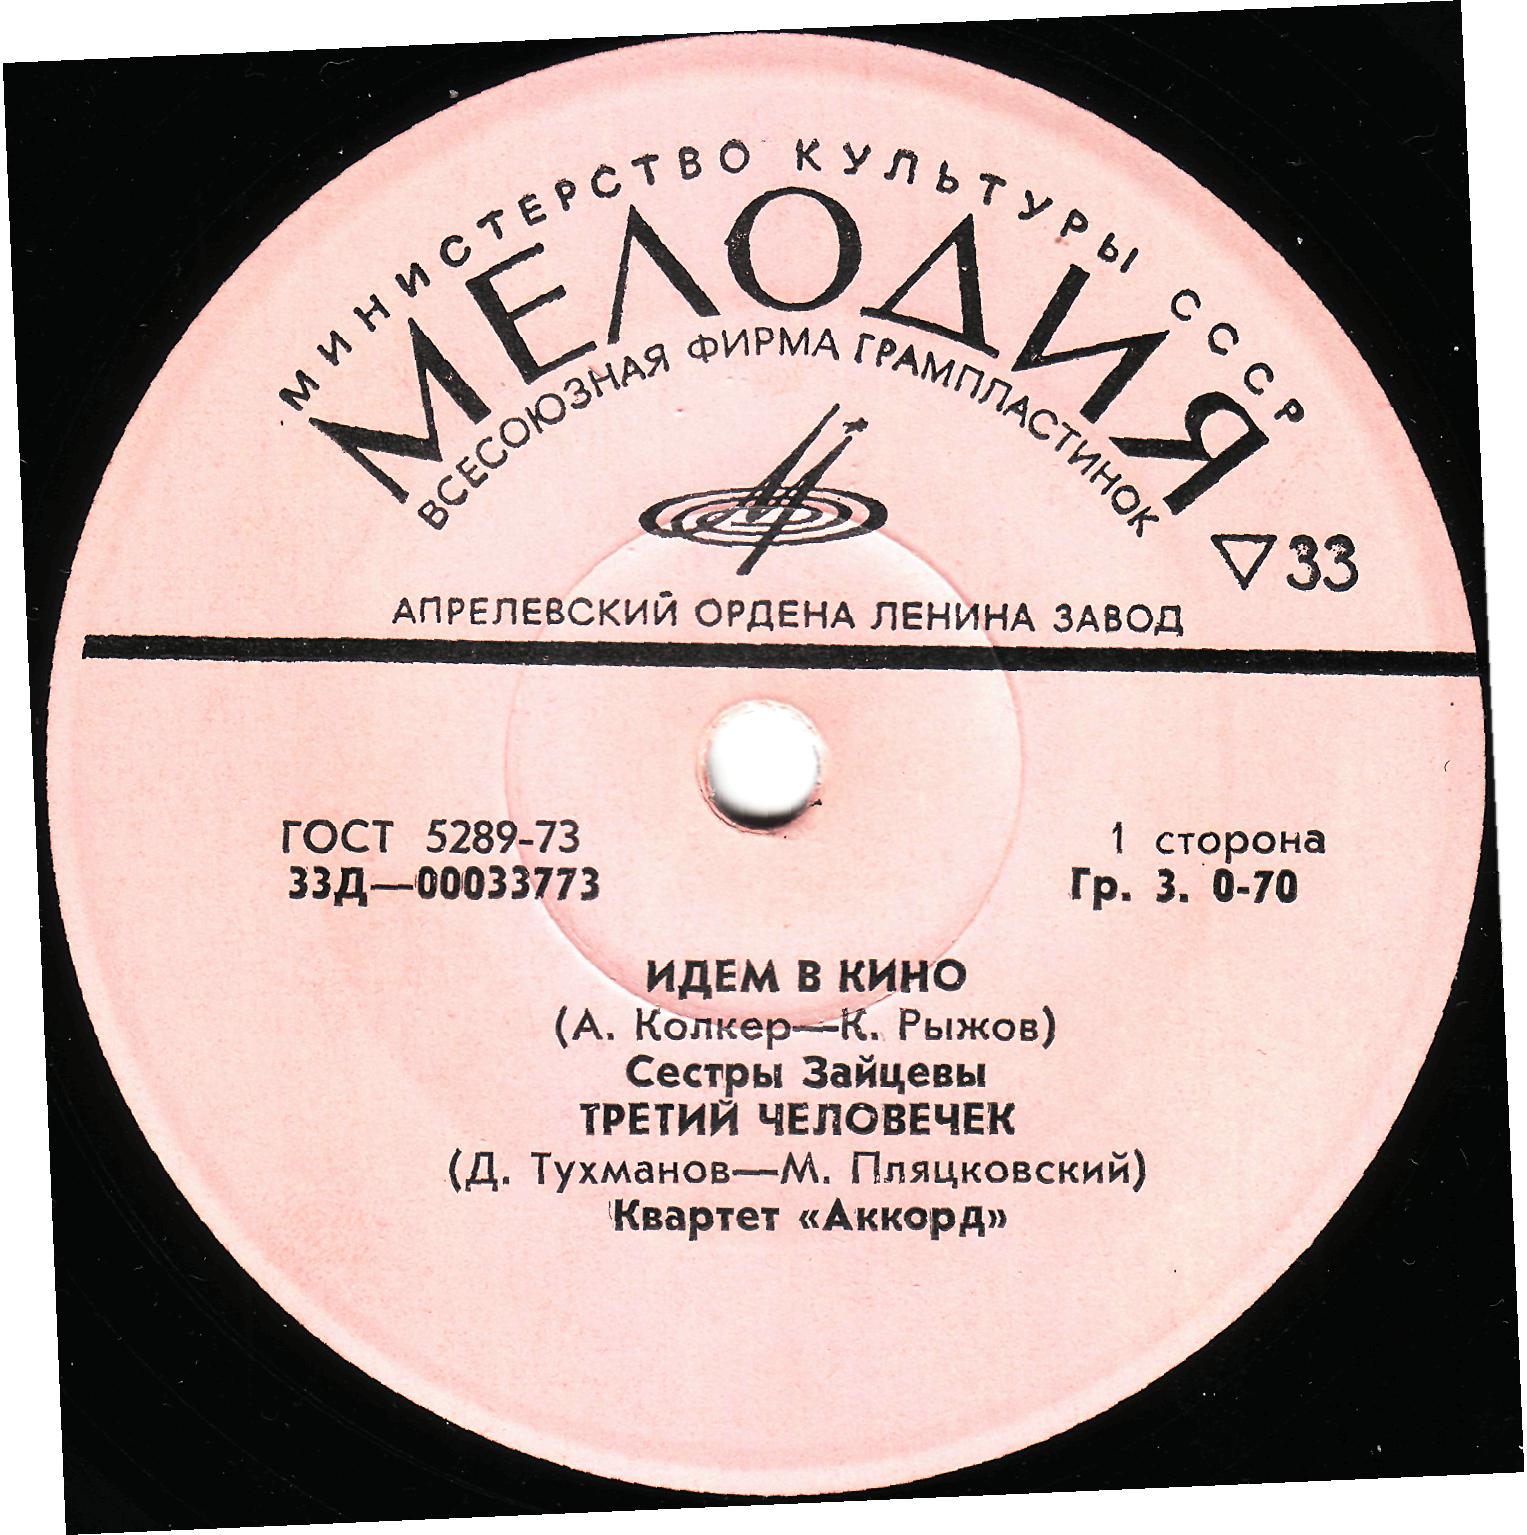 МИНИСТЕРСТВО КУЛЬТУРЫ СССР
МЕЛОДИЯ
ВСЕСОЮЗНАЯ ФИРМА ГРАМПЛАСТИНОК
▽33
АПРЕЛЕВСКИЙ ОРДЕНА ЛЕНИНА ЗАВОД
ГОСТ 5289-73
33Д—00033773
1 сторона
Гр. 3. 0-70
ИДЕМ В КИНО
(А. Колкер—К. Рыжов)
Сестры Зайцевы
ТРЕТИЙ ЧЕЛОВЕЧЕК
(Д. Тухманов—М. Пляцковский)
Квартет «Аккорд»